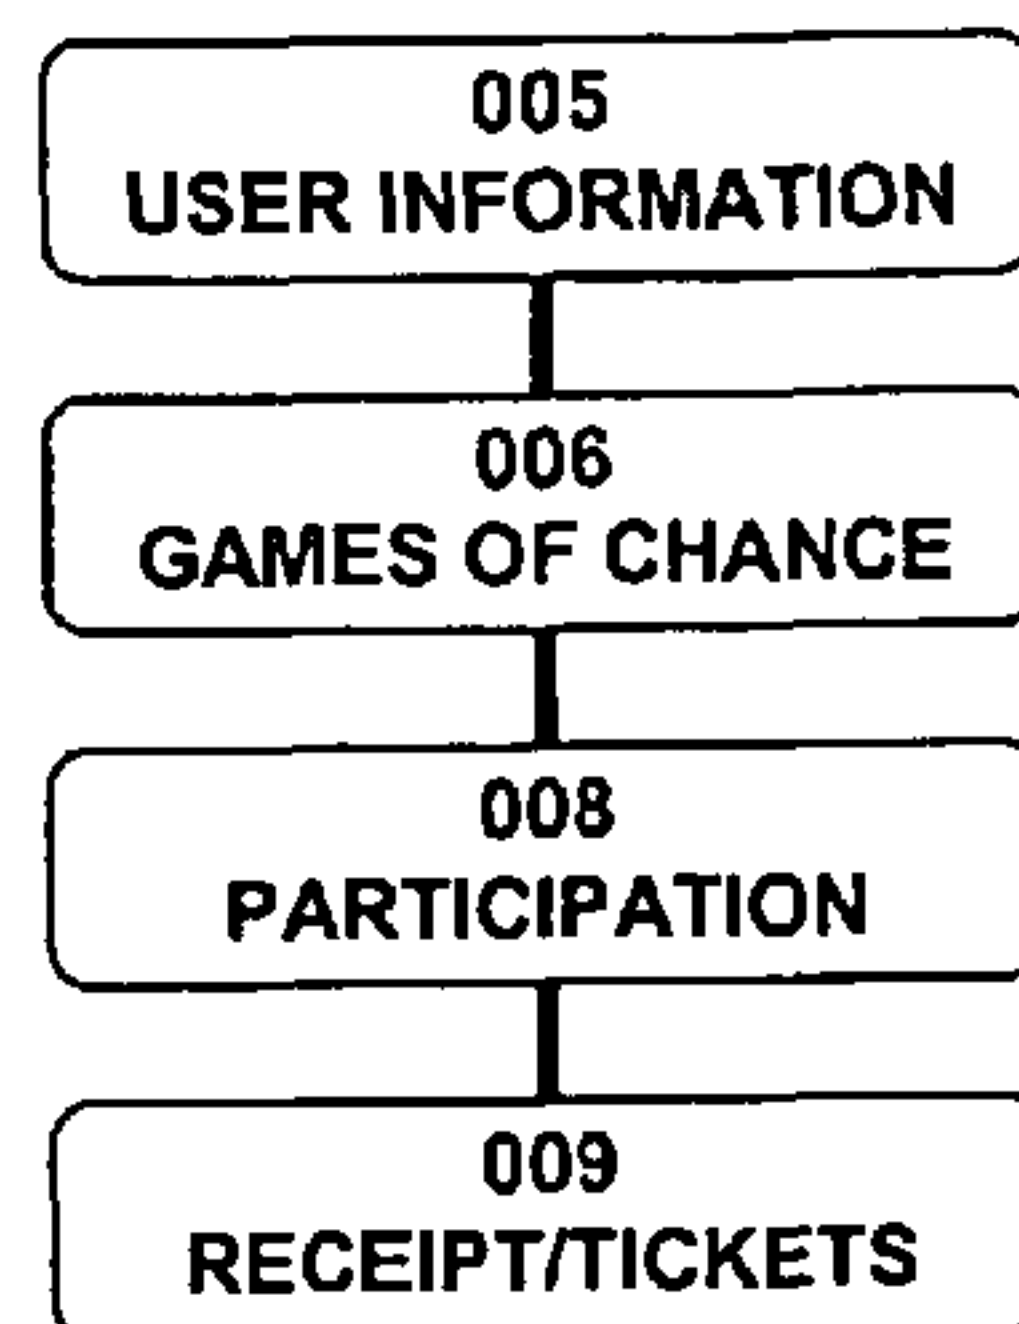 005
USER INFORMATION
006
GAMES OF CHANCE
008
PARTICIPATION
009
RECEIPT/TICKETS